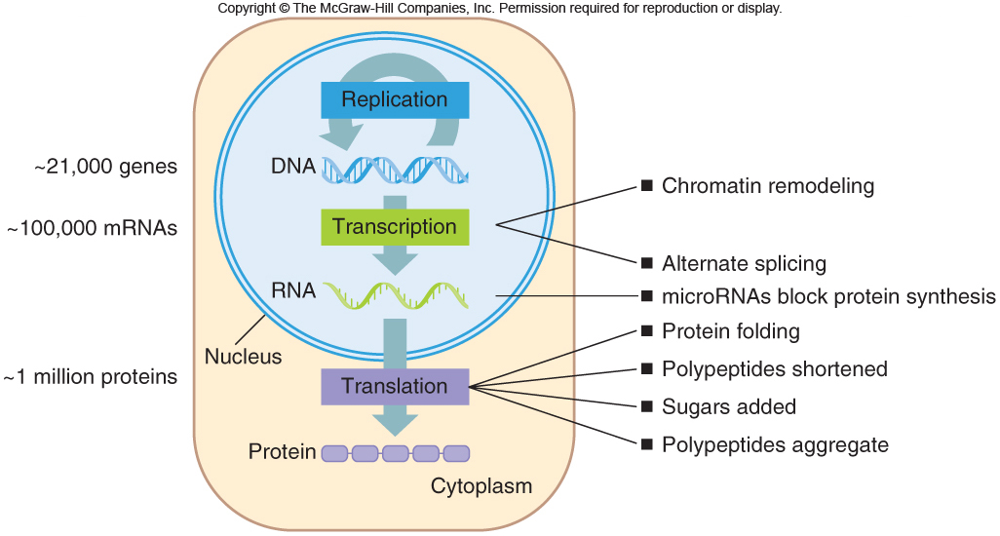 Copyright © The McGraw-Hill Companies, Inc. Permission required for reproduction or display.
Replication
~21,000 genes
DNA
Chromatin remodeling
~100,000 mRNAs
Transcription
Alternate splicing
RNA
microRNAs block protein synthesis
Protein folding
Nucleus
~1 million proteins
Translation
Polypeptides shortened
Sugars added
Protein
Polypeptides aggregate
Cytoplasm